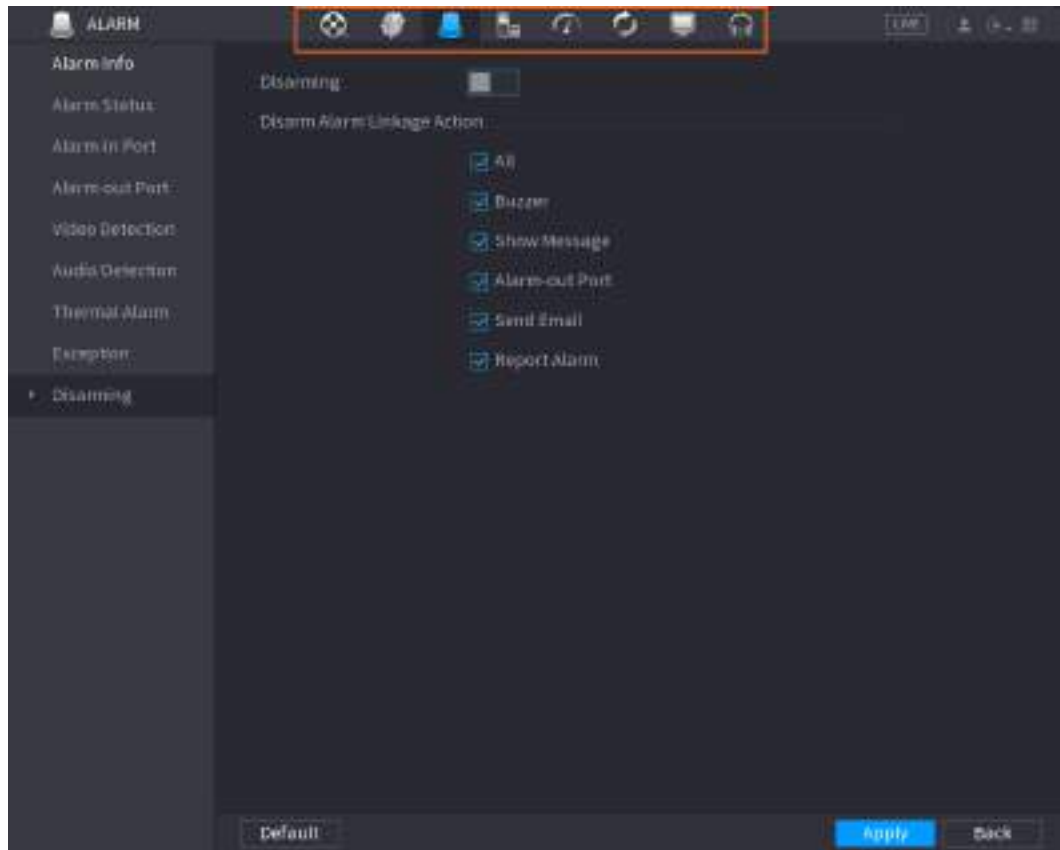 ALARM
LIVE
Alarm Info
Alarm Status
Alarm-in Port
Alarm-out Port
Video Detection
Audio Detection
Thermal Alarm
Exception
Disarming
Disarming
Disarm Alarm Linkage Action
All
Buzzer
Show Message
Alarm-out Port
Send Email
Report Alarm
Default
Apply
Back